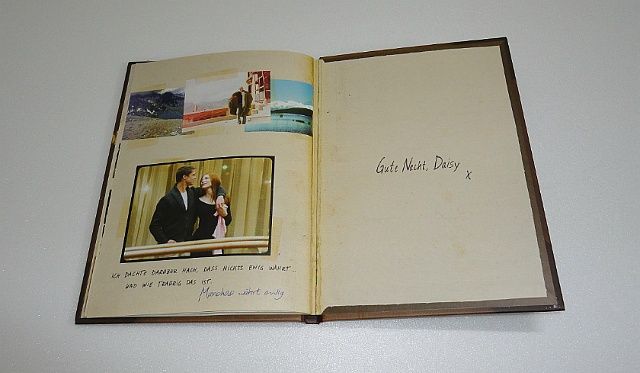 ICH DACHTE DARÜBER NACH, DASS NICHTS EWIG WÄHRT...
UND WIE TRAURIG DAS IST.
Manches währt ewig
Gute Nacht, Daisy
x